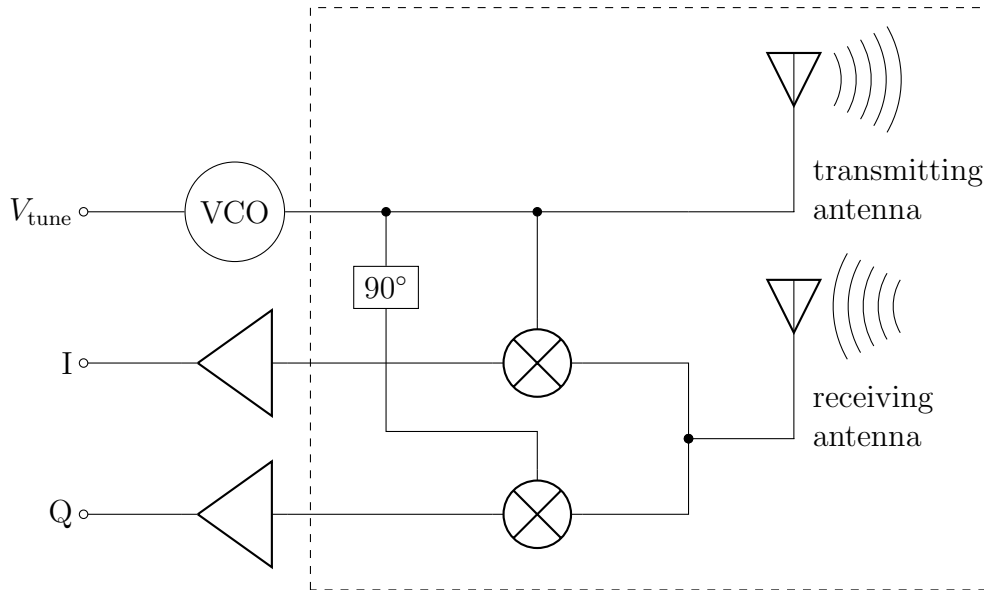 transmitting
antenna
V_tune
VCO
90°
I
receiving
antenna
Q